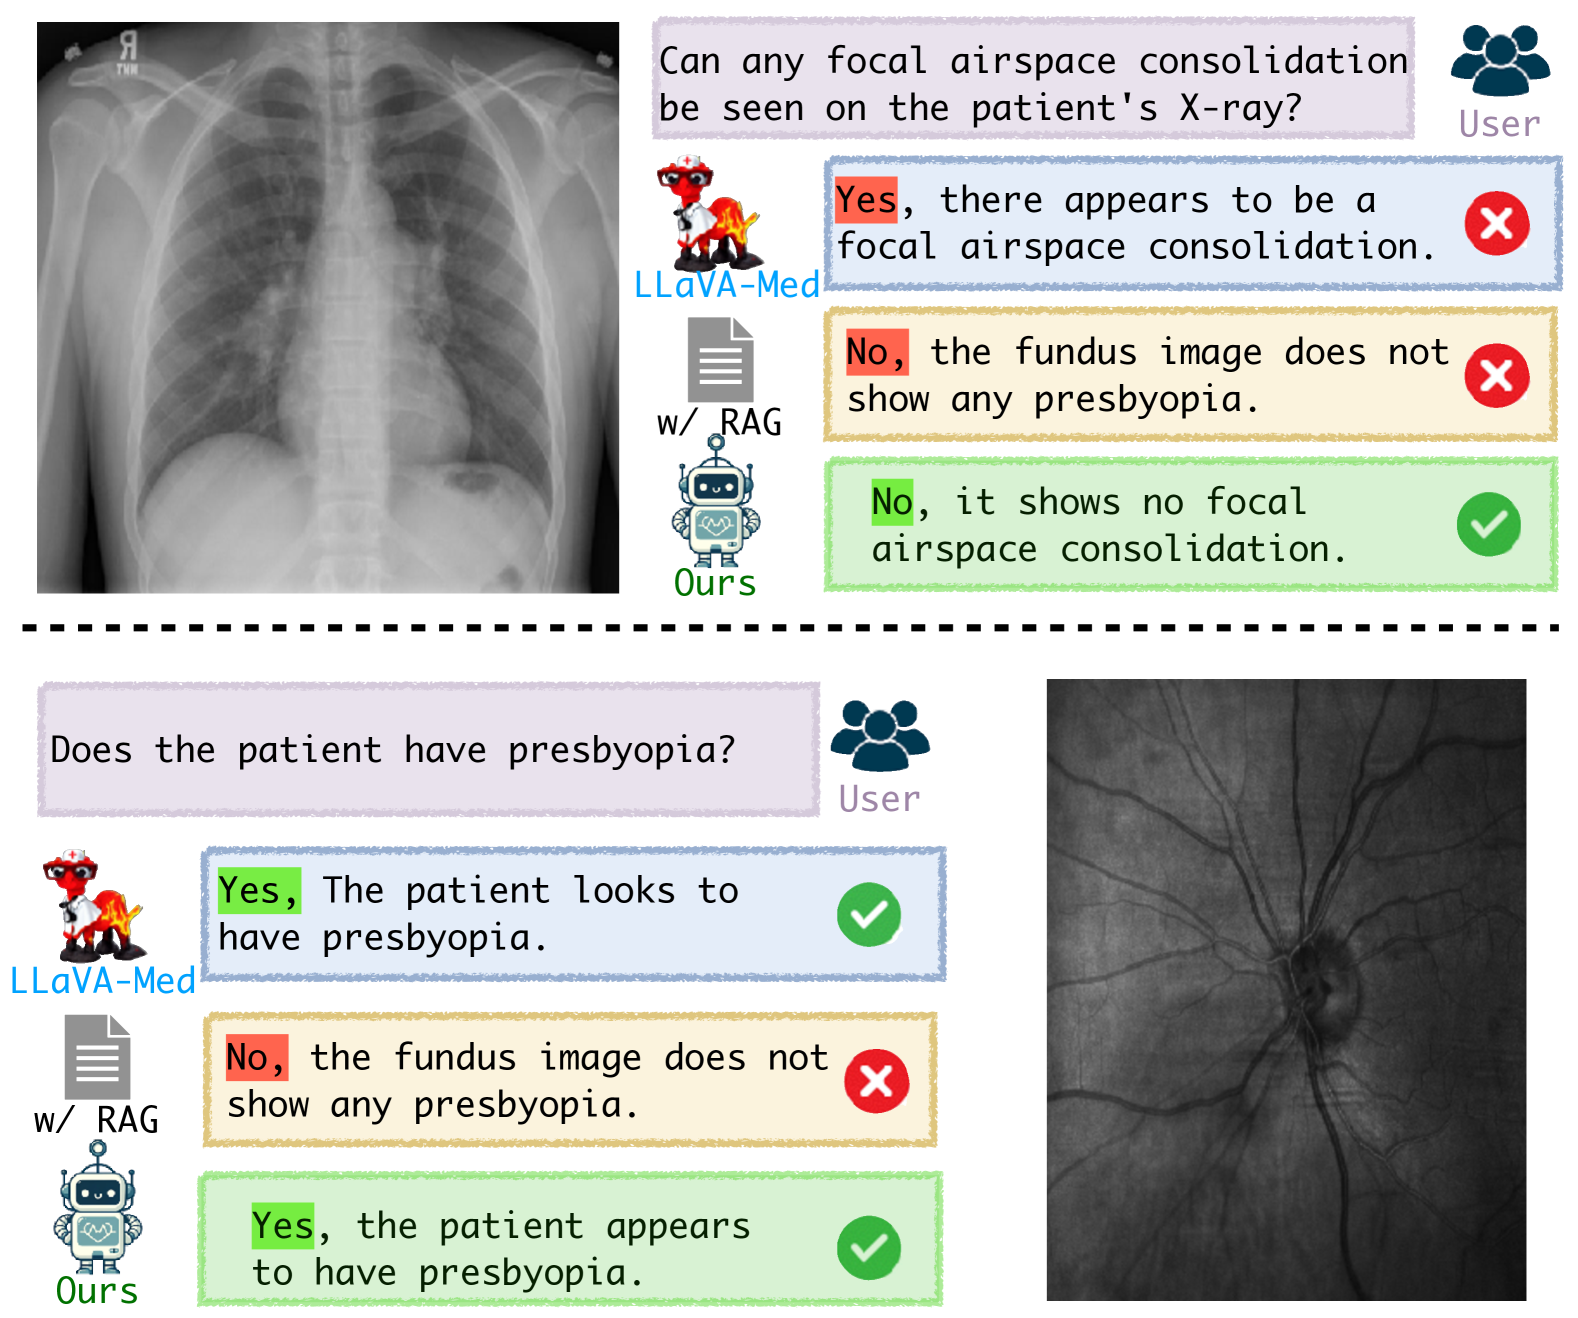 R
TNM
Can any focal airspace consolidation
be seen on the patient's X-ray?
User
Yes, there appears to be a
focal airspace consolidation.
LLaVA-Med
No, the fundus image does not
show any presbyopia.
w/ RAG
No, it shows no focal
airspace consolidation.
Ours
Does the patient have presbyopia?
User
Yes, The patient looks to
have presbyopia.
LLaVA-Med
No, the fundus image does not
show any presbyopia.
w/ RAG
Yes, the patient appears
to have presbyopia.
Ours